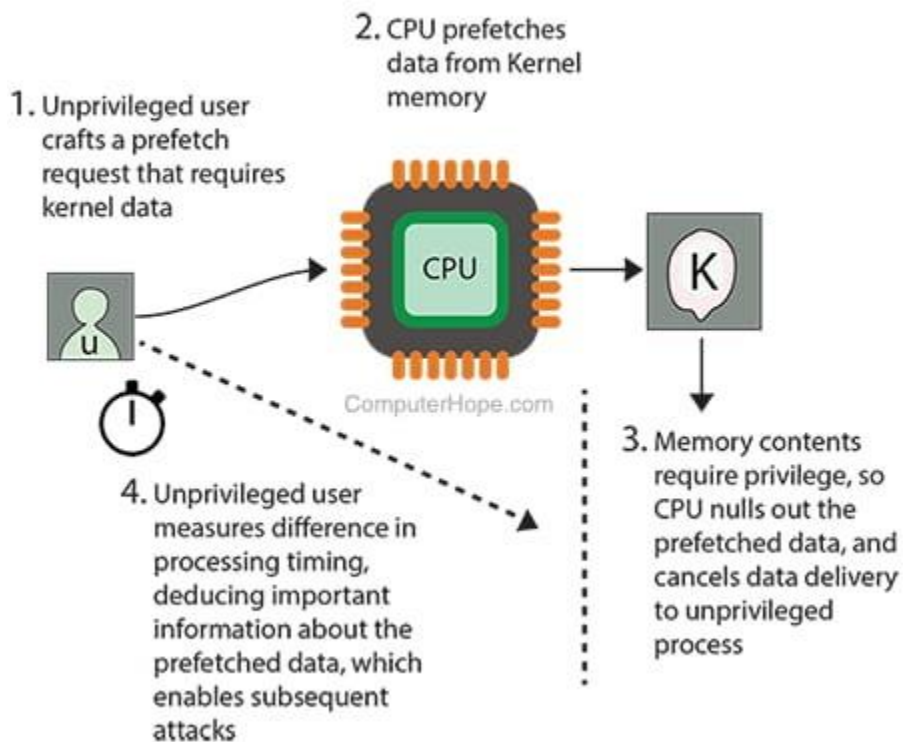 1. Unprivileged user
crafts a prefetch
request that requires
kernel data
2. CPU prefetches
data from Kernel
memory
u
CPU
K
ComputerHope.com
3. Memory contents
require privilege, so
CPU nulls out the
prefetched data, and
cancels data delivery
to unprivileged
process
4. Unprivileged user
measures difference in
processing timing,
deducing important
information about the
prefetched data, which
enables subsequent
attacks